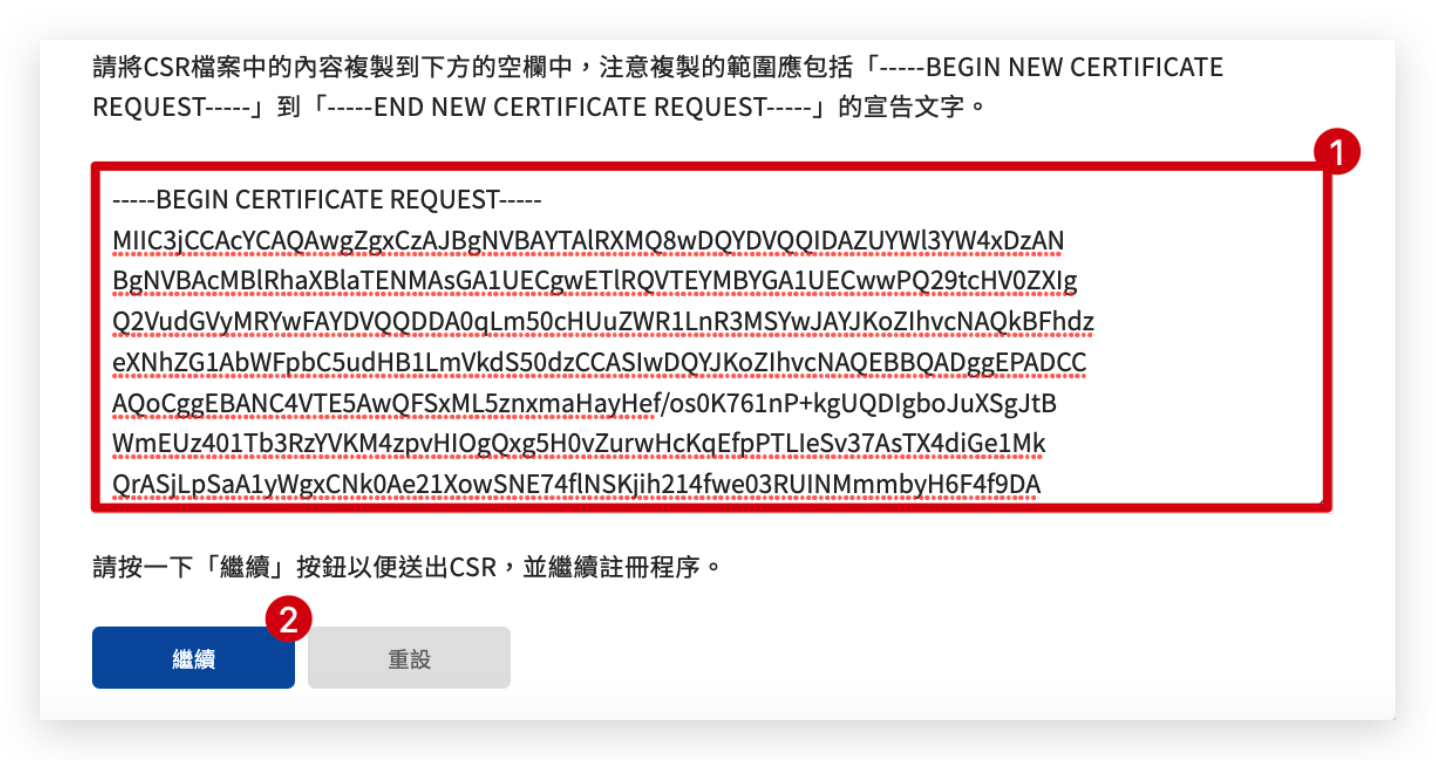 請將CSR檔案中的內容複製到下方的空欄中，注意複製的範圍應包括「-----BEGIN NEW CERTIFICATE
REQUEST-----」到「-----END NEW CERTIFICATE REQUEST-----」的宣告文字。
1
-----BEGIN CERTIFICATE REQUEST-----
MIIC3jCCAcYCAQAwgZgxCzAJBgNVBAYTAlRXMQ8wDQYDVQQIDAZUYWl3YW4xDzAN
BgNVBAcMBlRhaXBlaTENMAsGA1UECgwETlRQVTEYMBYGA1UECwwPQ29tcHV0ZXIg
Q2VudGVyMRYwFAYDVQQDDA0qLm50cHUuZWR1LnR3MSYwJAYJKoZIhvcNAQkBFhdz
eXNhZG1AbWFpbC5udHB1LmVkdS50dzCCASIwDQYJKoZIhvcNAQEBBQADggEPADCC
AQoCggEBANC4VTE5AwQFSxML5znxmaHayHef/os0K761nP+kgUQDIgboJuXSgJtB
WmEUz401Tb3RzYVKM4zpvHIOgQxg5H0vZurwHcKqEfpPTLIeSv37AsTX4diGe1Mk
QrASjLpSaA1yWgxCNk0Ae21XowSNE74flNSKjih214fwe03RUINMmmbyH6F4f9DA
請按一下「繼續」按鈕以便送出CSR，並繼續註冊程序。
2
繼續 重設